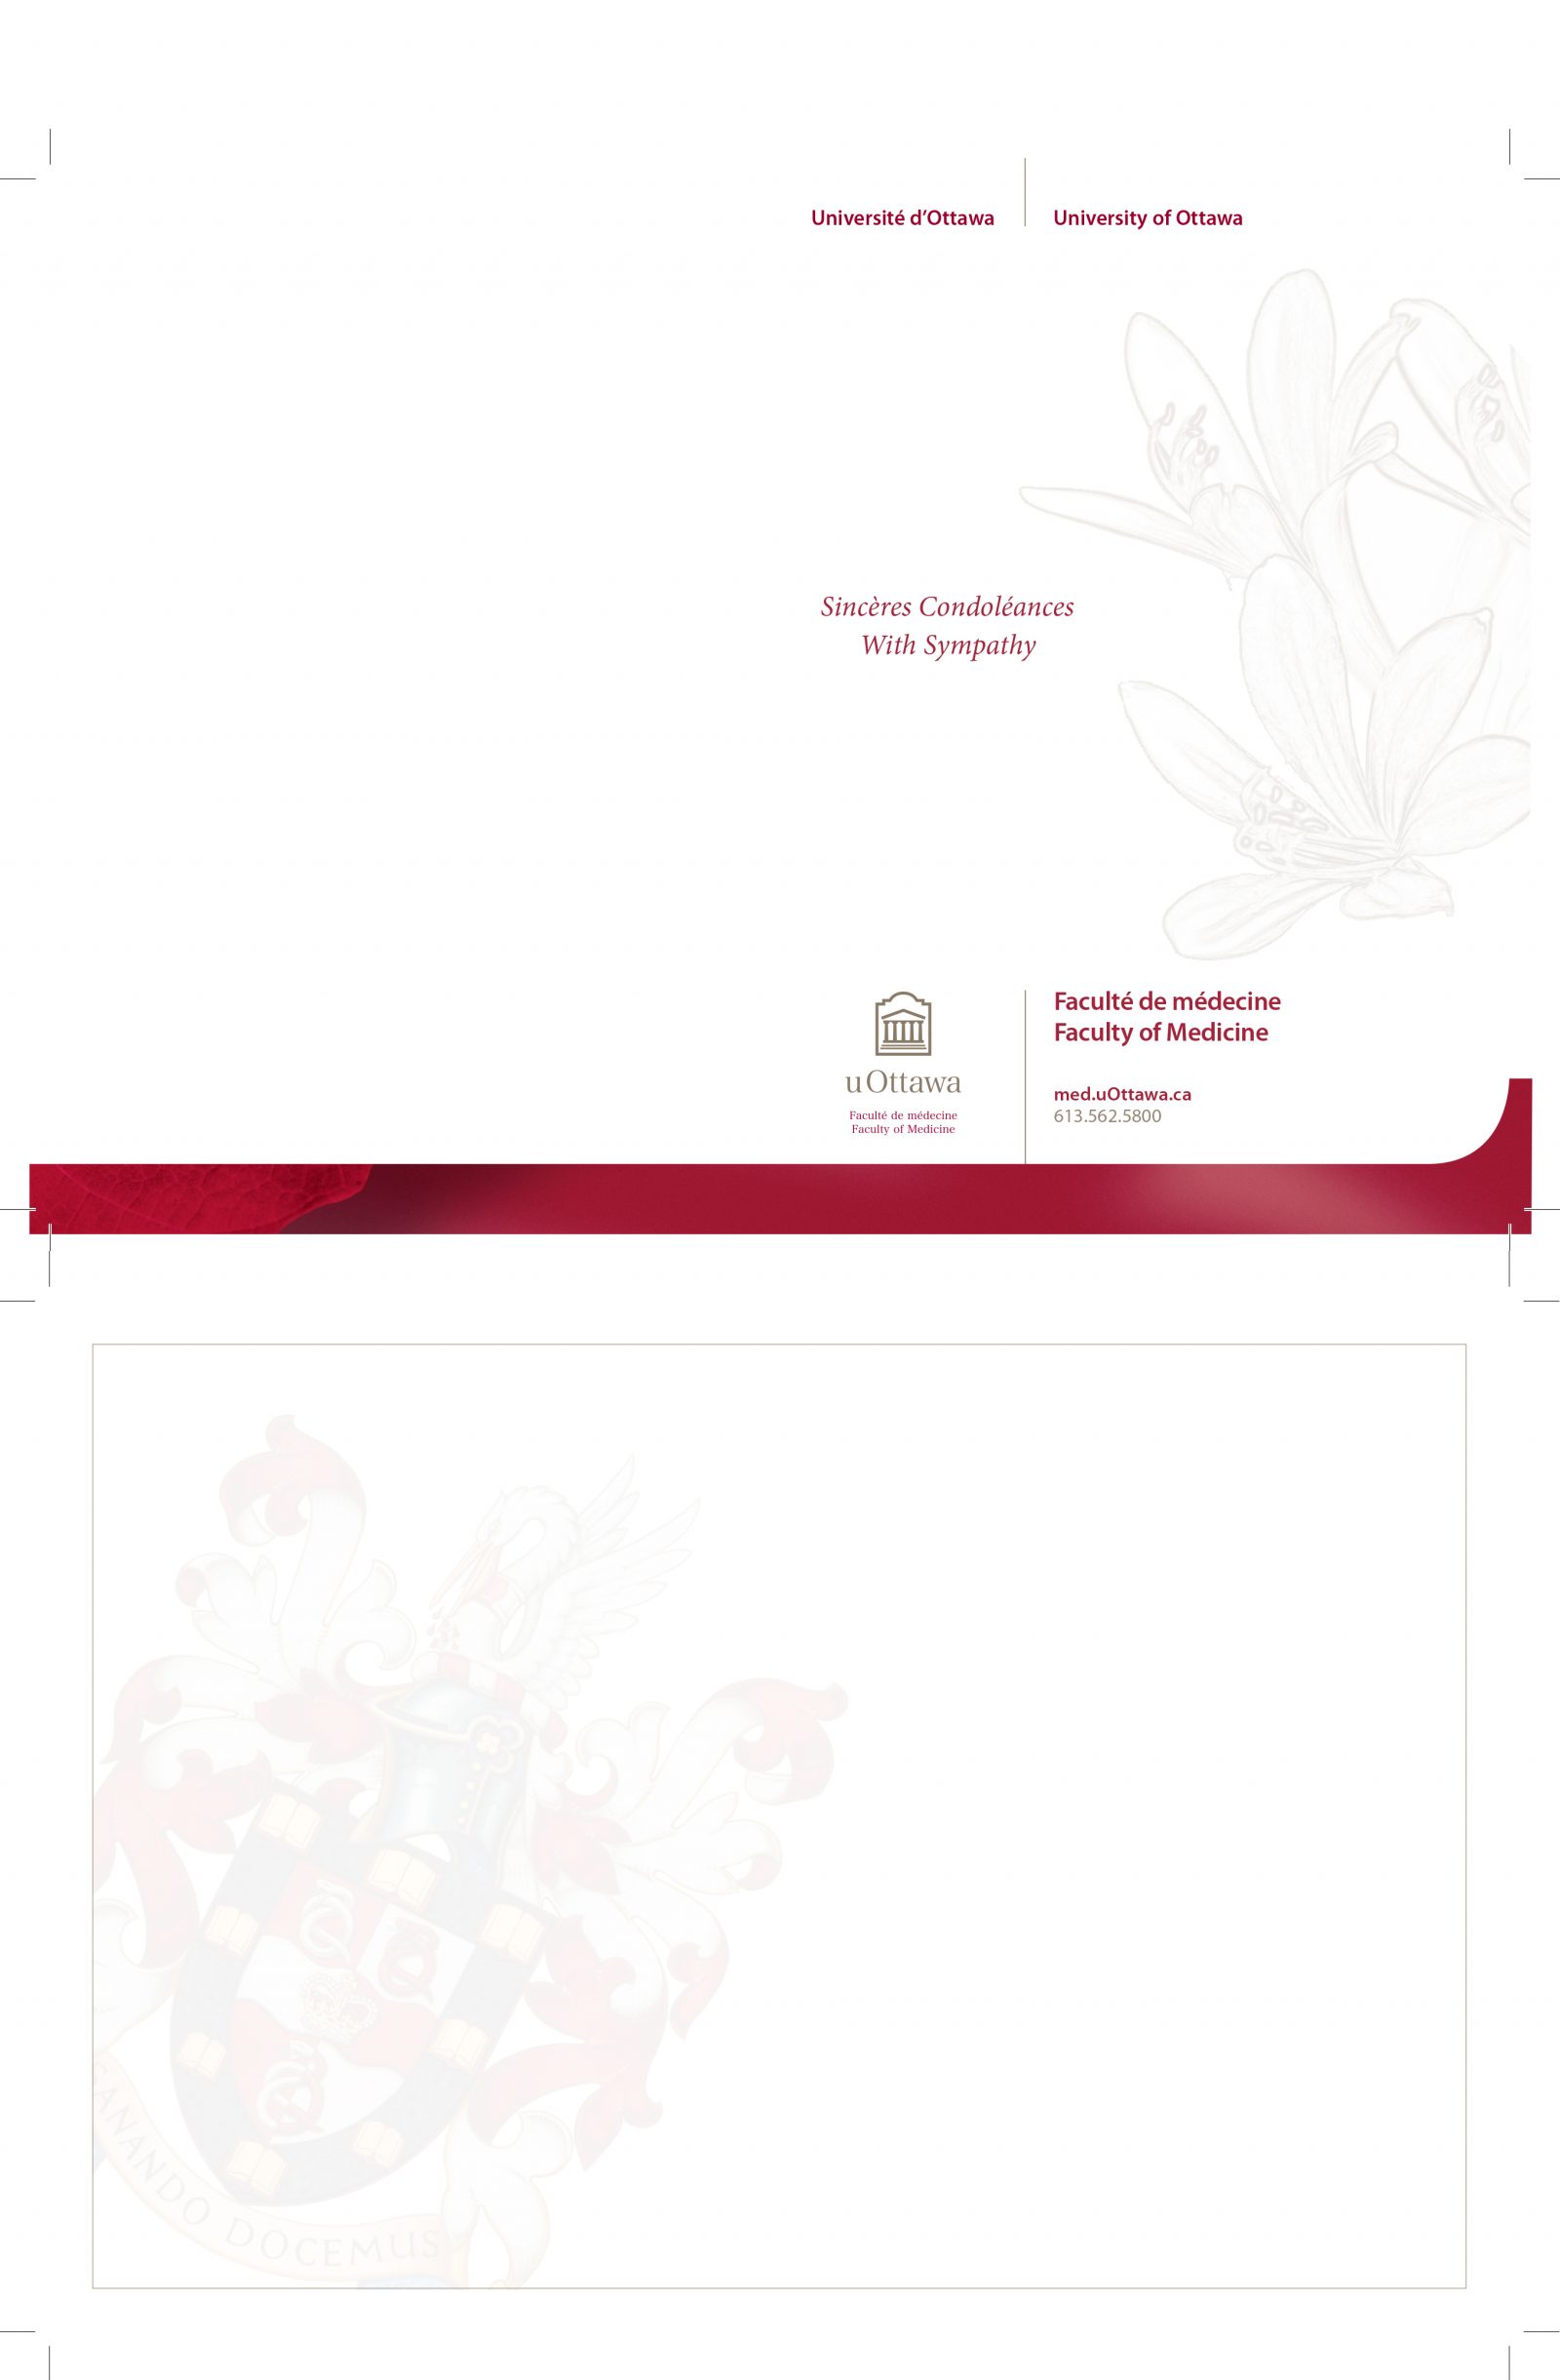 Université d'Ottawa
University of Ottawa
Sincères Condoléances
With Sympathy
uOttawa
Faculté de médecine
Faculty of Medicine
Faculté de médecine
Faculty of Medicine
med.uOttawa.ca
613.562.5800
SANANDO DOCEMUS